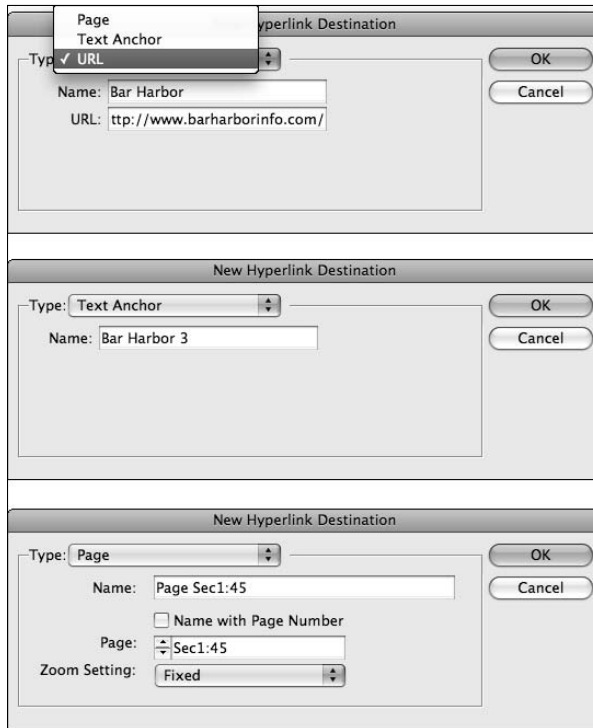 Page
Text Anchor
yperlink Destination
Typ ✓ URL
OK
Name: Bar Harbor
Cancel
URL: ttp://www.barharborinfo.com/
New Hyperlink Destination
Type: Text Anchor
OK
Name: Bar Harbor 3
Cancel
New Hyperlink Destination
Type: Page
OK
Name: Page Sec1:45
Cancel
Name with Page Number
Page: Sec1:45
Zoom Setting: Fixed